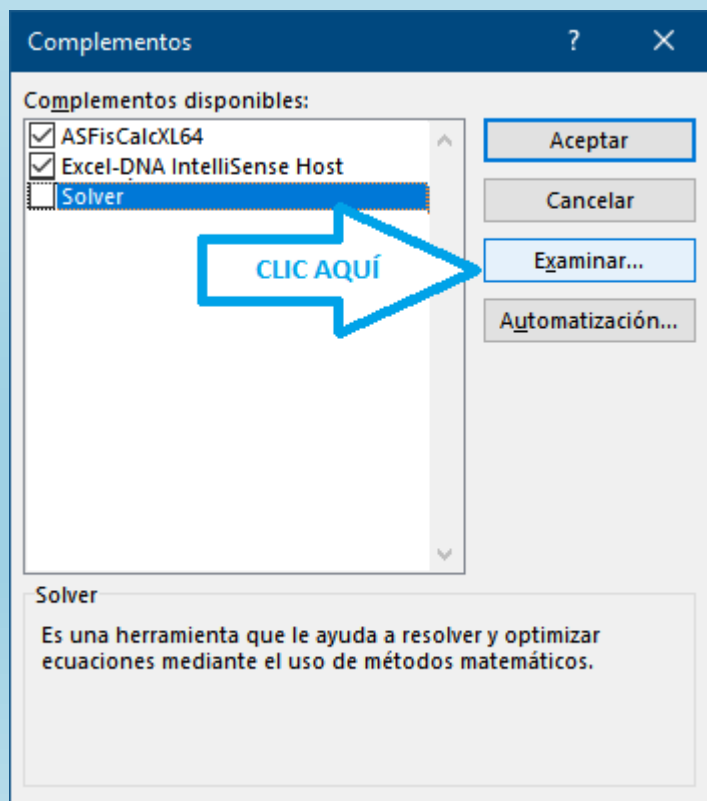 Complementos
?
Complementos disponibles:
ASFisCalcXL64
Excel-DNA IntelliSense Host
Solver
Aceptar
Cancelar
CLIC AQUÍ
Examinar...
Automatización...
Solver
Es una herramienta que le ayuda a resolver y optimizar
ecuaciones mediante el uso de métodos matemáticos.